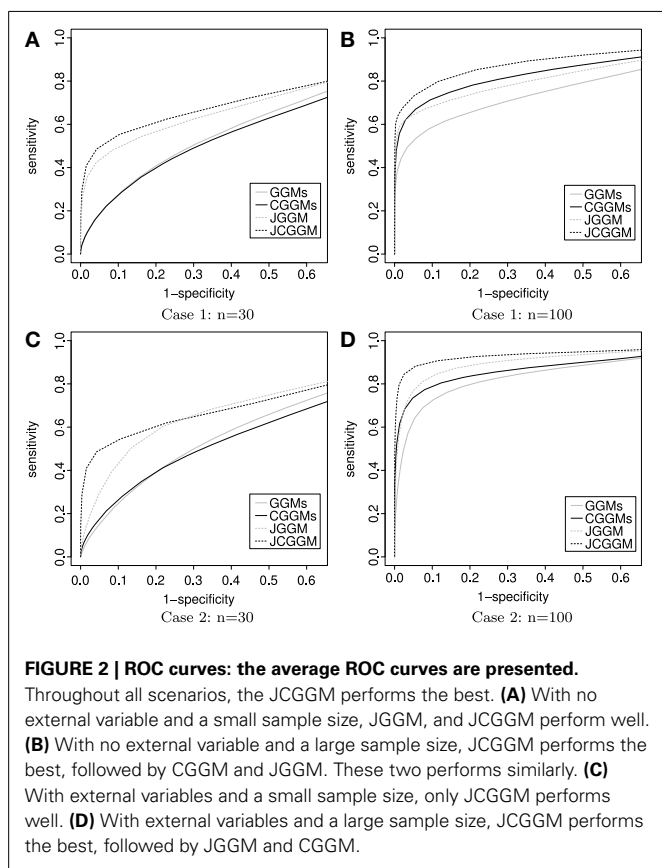 A
B
1.0
0.8
0.6
0.4
0.2
0.0
sensitivity
GGMs
CGGMs
JGGM
JCGGM
0.0 0.1 0.2 0.3 0.4 0.5 0.6
1−specificity
Case 1: n=30
1.0
0.8
0.6
0.4
0.2
0.0
sensitivity
GGMs
CGGMs
JGGM
JCGGM
0.0 0.1 0.2 0.3 0.4 0.5 0.6
1−specificity
Case 1: n=100
C
D
1.0
0.8
0.6
0.4
0.2
0.0
sensitivity
GGMs
CGGMs
JGGM
JCGGM
0.0 0.1 0.2 0.3 0.4 0.5 0.6
1−specificity
Case 2: n=30
1.0
0.8
0.6
0.4
0.2
0.0
sensitivity
GGMs
CGGMs
JGGM
JCGGM
0.0 0.1 0.2 0.3 0.4 0.5 0.6
1−specificity
Case 2: n=100
FIGURE 2 | ROC curves: the average ROC curves are presented.
Throughout all scenarios, the JCGGM performs the best. (A) With no
external variable and a small sample size, JGGM, and JCGGM perform well.
(B) With no external variable and a large sample size, JCGGM performs the
best, followed by CGGM and JGGM. These two performs similarly. (C)
With external variables and a small sample size, only JCGGM performs
well. (D) With external variables and a large sample size, JCGGM performs
the best, followed by JGGM and CGGM.